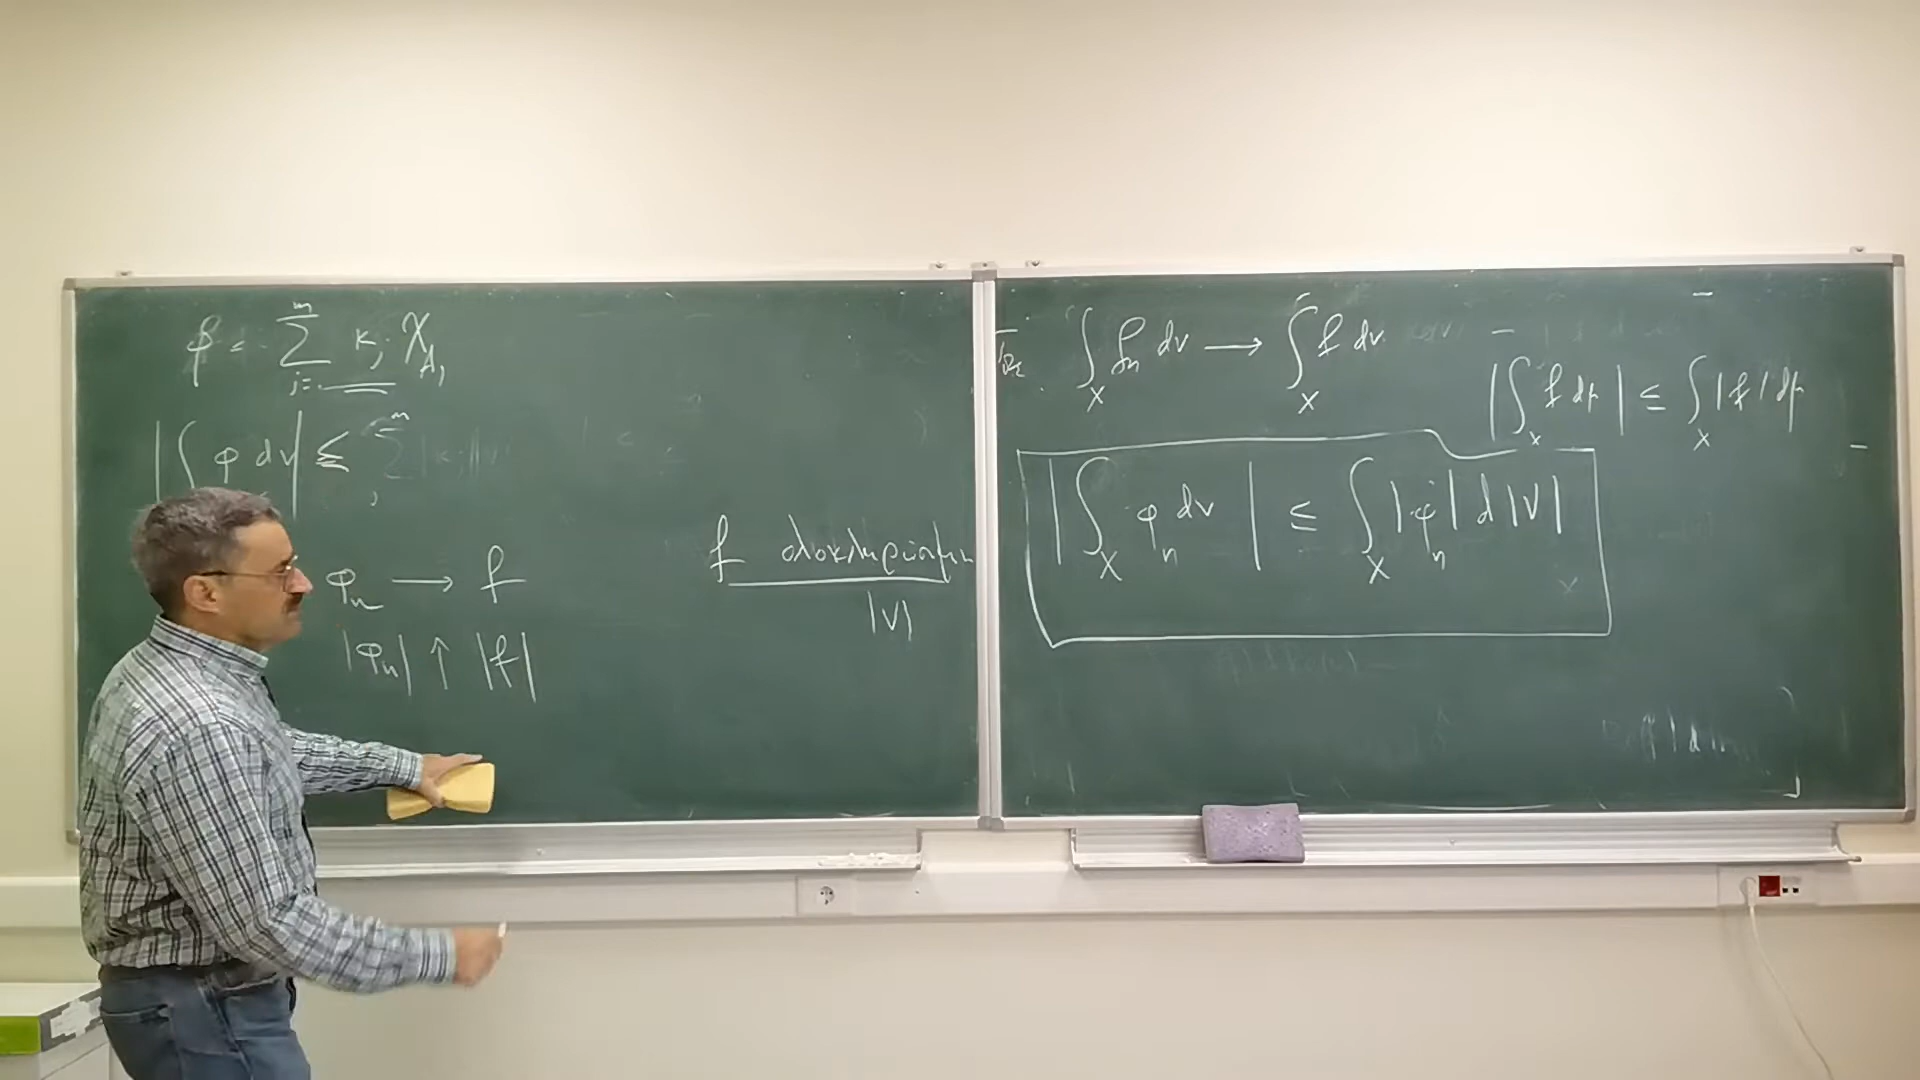 φ = ∑_{j=}^{m} κ_j χ_{A_j}
|∫ φ dν| ≤ ∑^{m} |κ_j|
φ_n → f
|φ_n| ↑ |f|
f ολοκληρώσιμη
|ν|
∫_X f_n dν → ∫_X f dν
|∫_X f dμ| ≤ ∫_X |f| dμ
|∫_X φ_n dν| ≤ ∫_X |φ_n| d|ν|